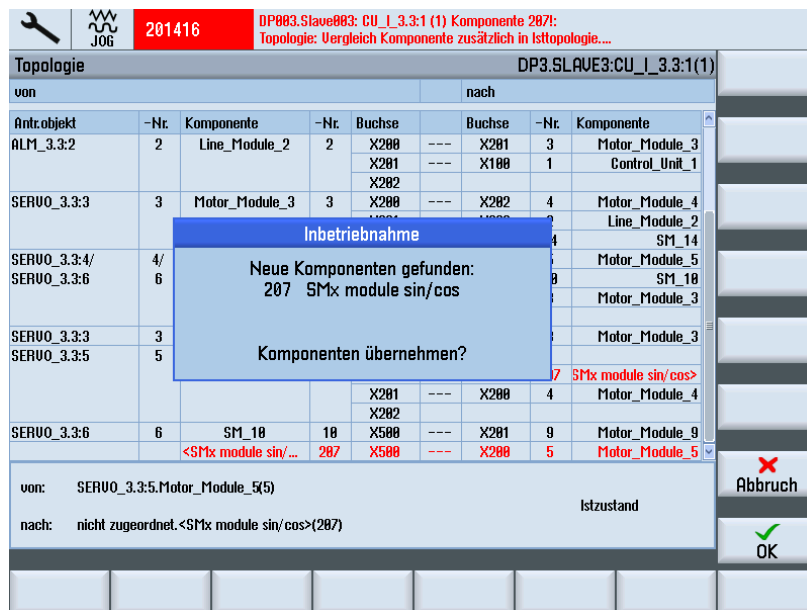 JOG
201416
DP003.Slave003: CU_I_3.3:1 (1) Komponente 207!:
Topologie: Vergleich Komponente zusätzlich in Isttopologie....
Topologie DP3.SLAVE3:CU_I_3.3:1(1)
von nach
Antr.objekt -Nr. Komponente -Nr. Buchse Buchse -Nr. Komponente
ALM_3.3:2 2 Line_Module_2 2 X200 --- X201 3 Motor_Module_3
X201 --- X100 1 Control_Unit_1
X202
SERVO_3.3:3 3 Motor_Module_3 3 X200 --- X202 4 Motor_Module_4
Line_Module_2
SM_14
SERVO_3.3:4/ 4/ Motor_Module_5
SERVO_3.3:6 6 SM_10
Motor_Module_3
SERVO_3.3:3 3 Motor_Module_3
SERVO_3.3:5 5
SMx module sin/cos>
X201 --- X200 4 Motor_Module_4
X202
SERVO_3.3:6 6 SM_10 10 X500 --- X201 9 Motor_Module_9
<SMx module sin/... 207 X500 --- X200 5 Motor_Module_5
Inbetriebnahme
Neue Komponenten gefunden:
207 SMx module sin/cos
Komponenten übernehmen?
von: SERVO_3.3:5.Motor_Module_5(5)
Istzustand
nach: nicht zugeordnet.<SMx module sin/cos>(207)
Abbruch
OK